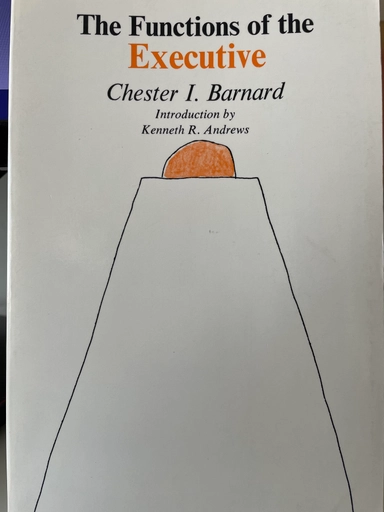 The Functions of the
Executive
Chester I. Barnard
Introduction by
Kenneth R. Andrews